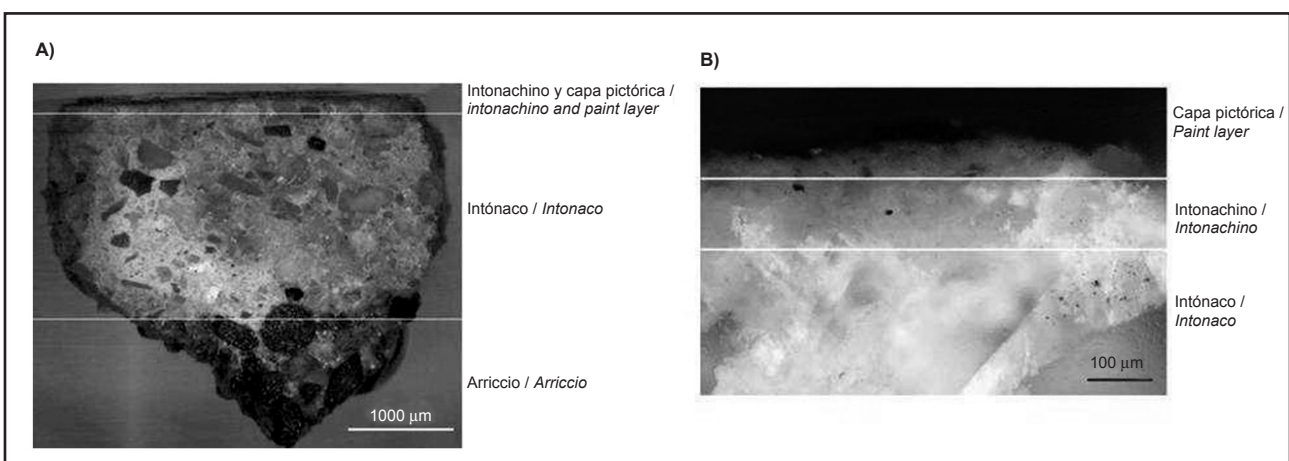 A)
Intonachino y capa pictórica /
intonachino and paint layer
Intónaco / Intonaco
Arriccio / Arriccio
1000 μm
B)
Capa pictórica /
Paint layer
Intonachino /
Intonachino
Intónaco /
Intonaco
100 μm